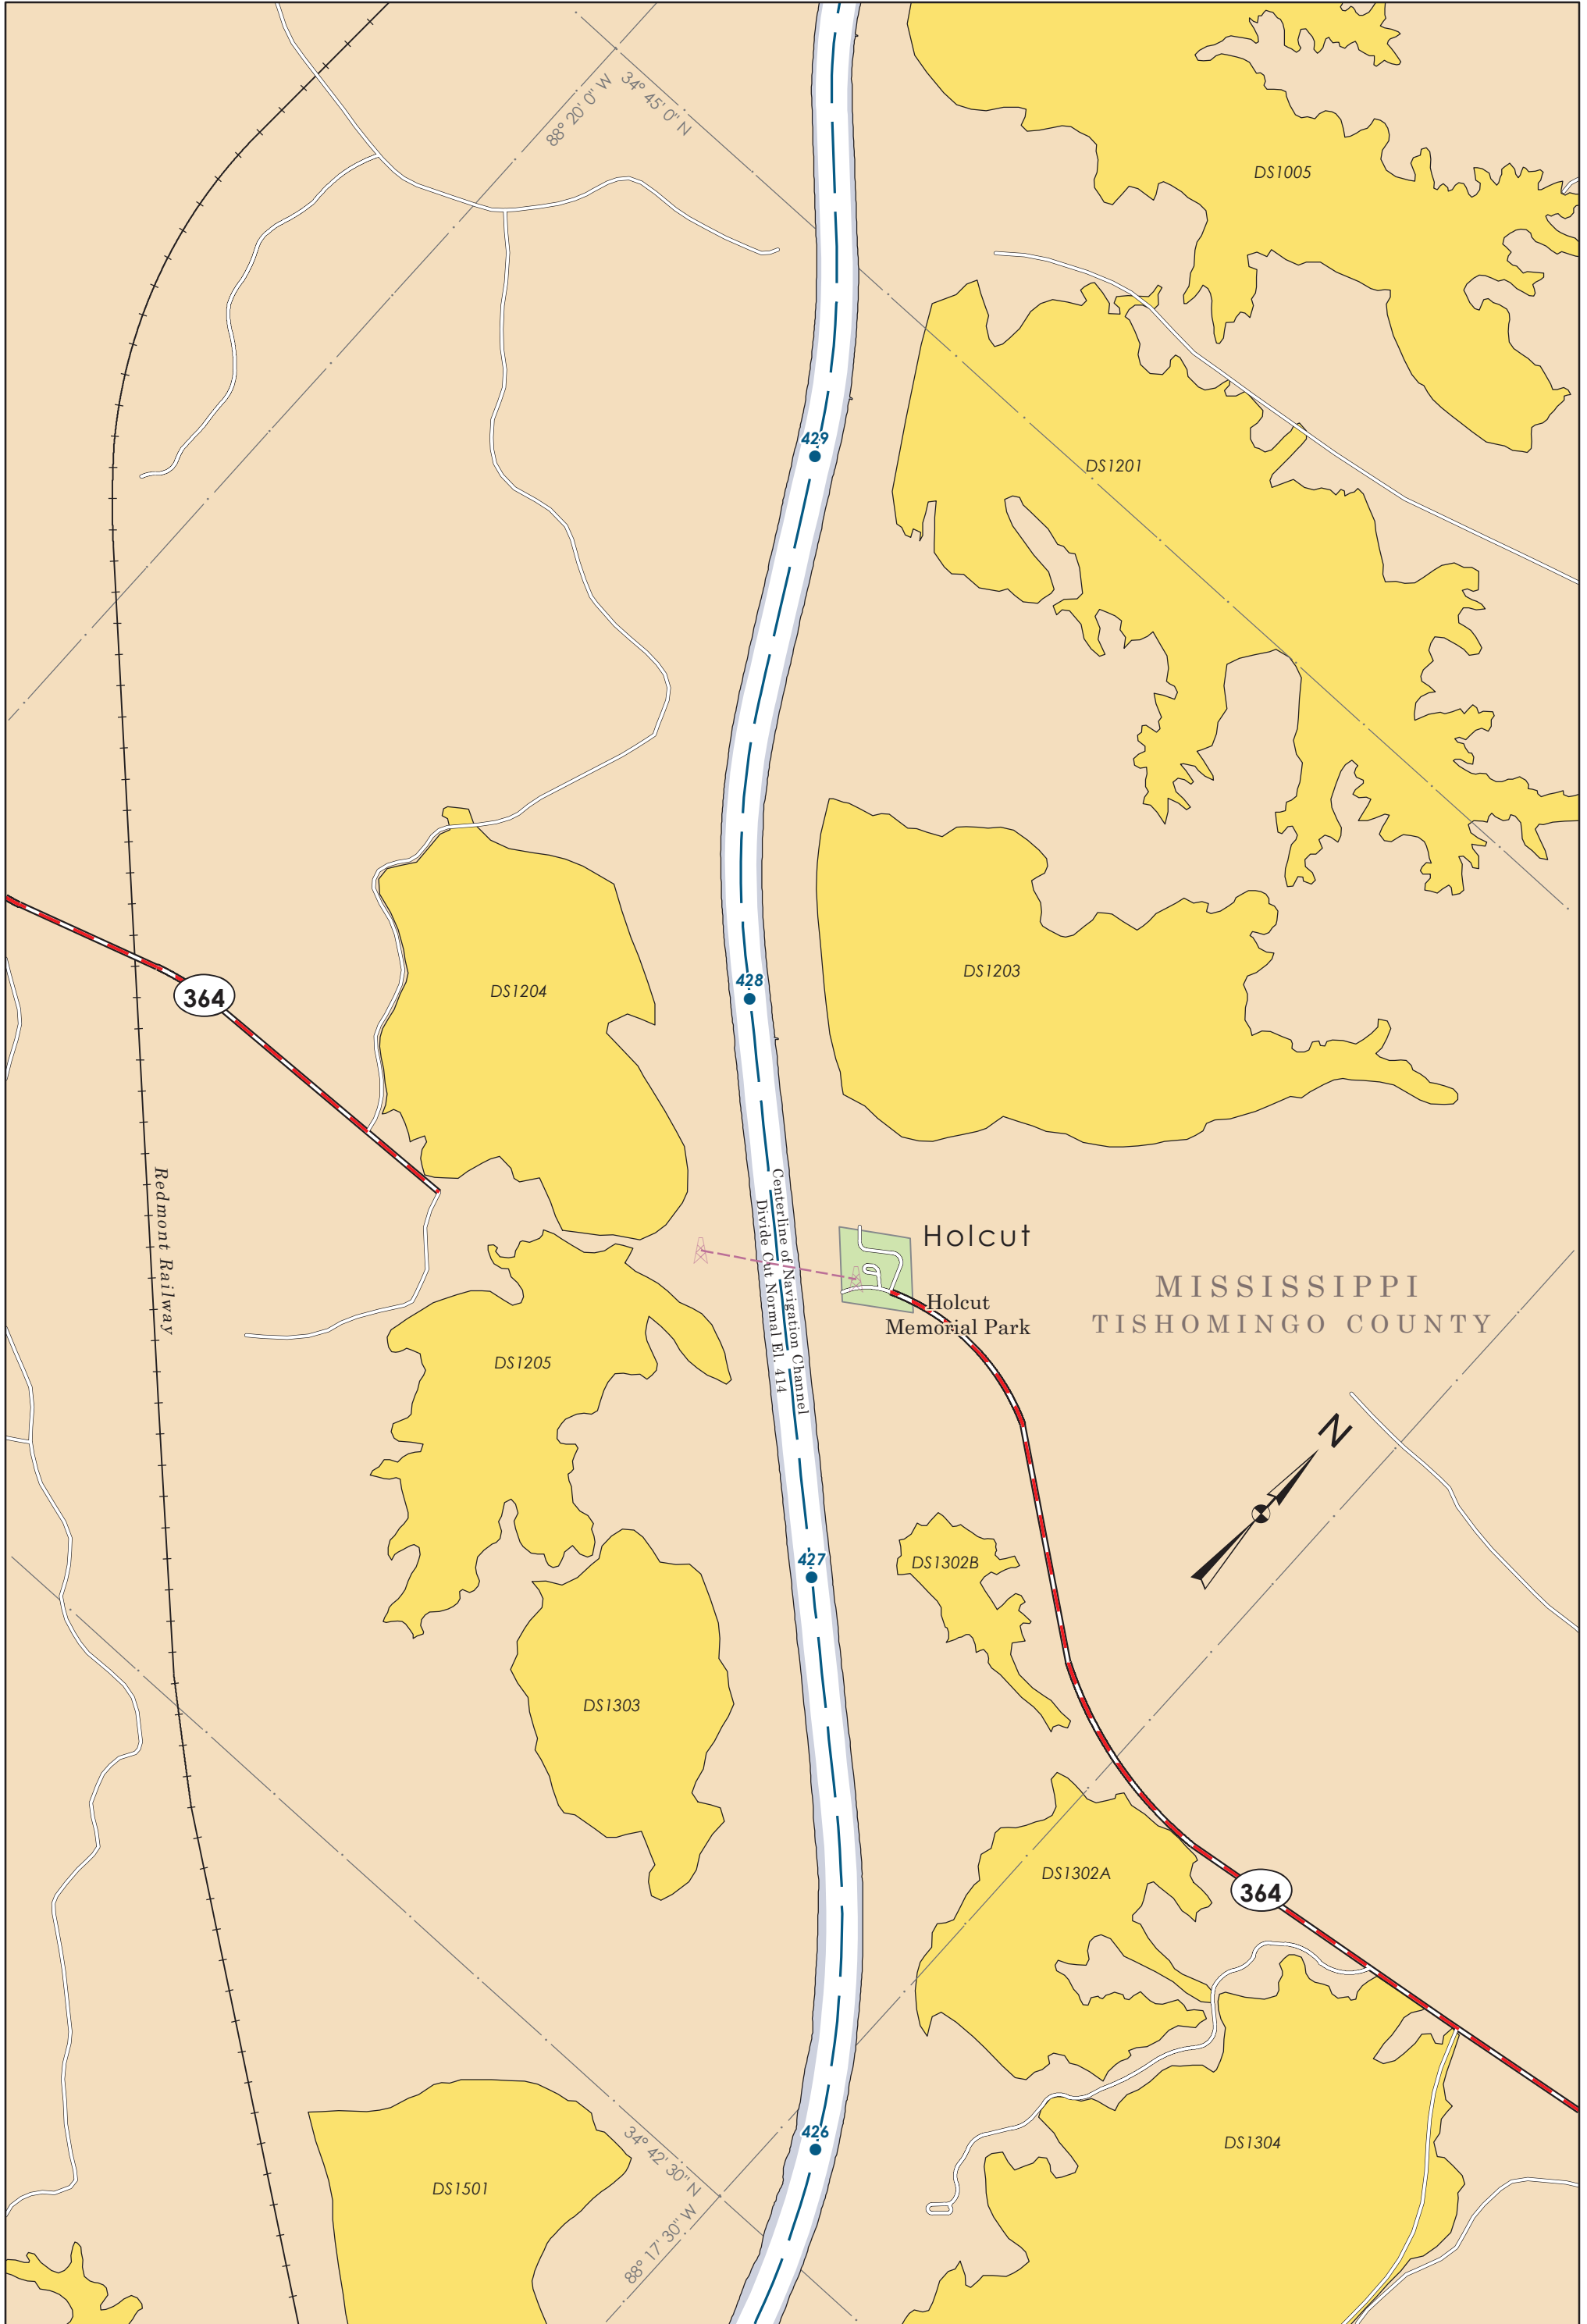 88° 20' 0" W
34° 45' 0" N
DS1005
429
DS1201
428
DS1203
DS1204
364
Redmont Railway
Centerline of Navigation Channel
Divide Cut Normal El. 414
Holcut
Holcut
Memorial Park
MISSISSIPPI
TISHOMINGO COUNTY
DS1205
N
427
DS1302B
DS1303
DS1302A
364
426
34° 42' 30" N
88° 17' 30" W
DS1304
DS1501